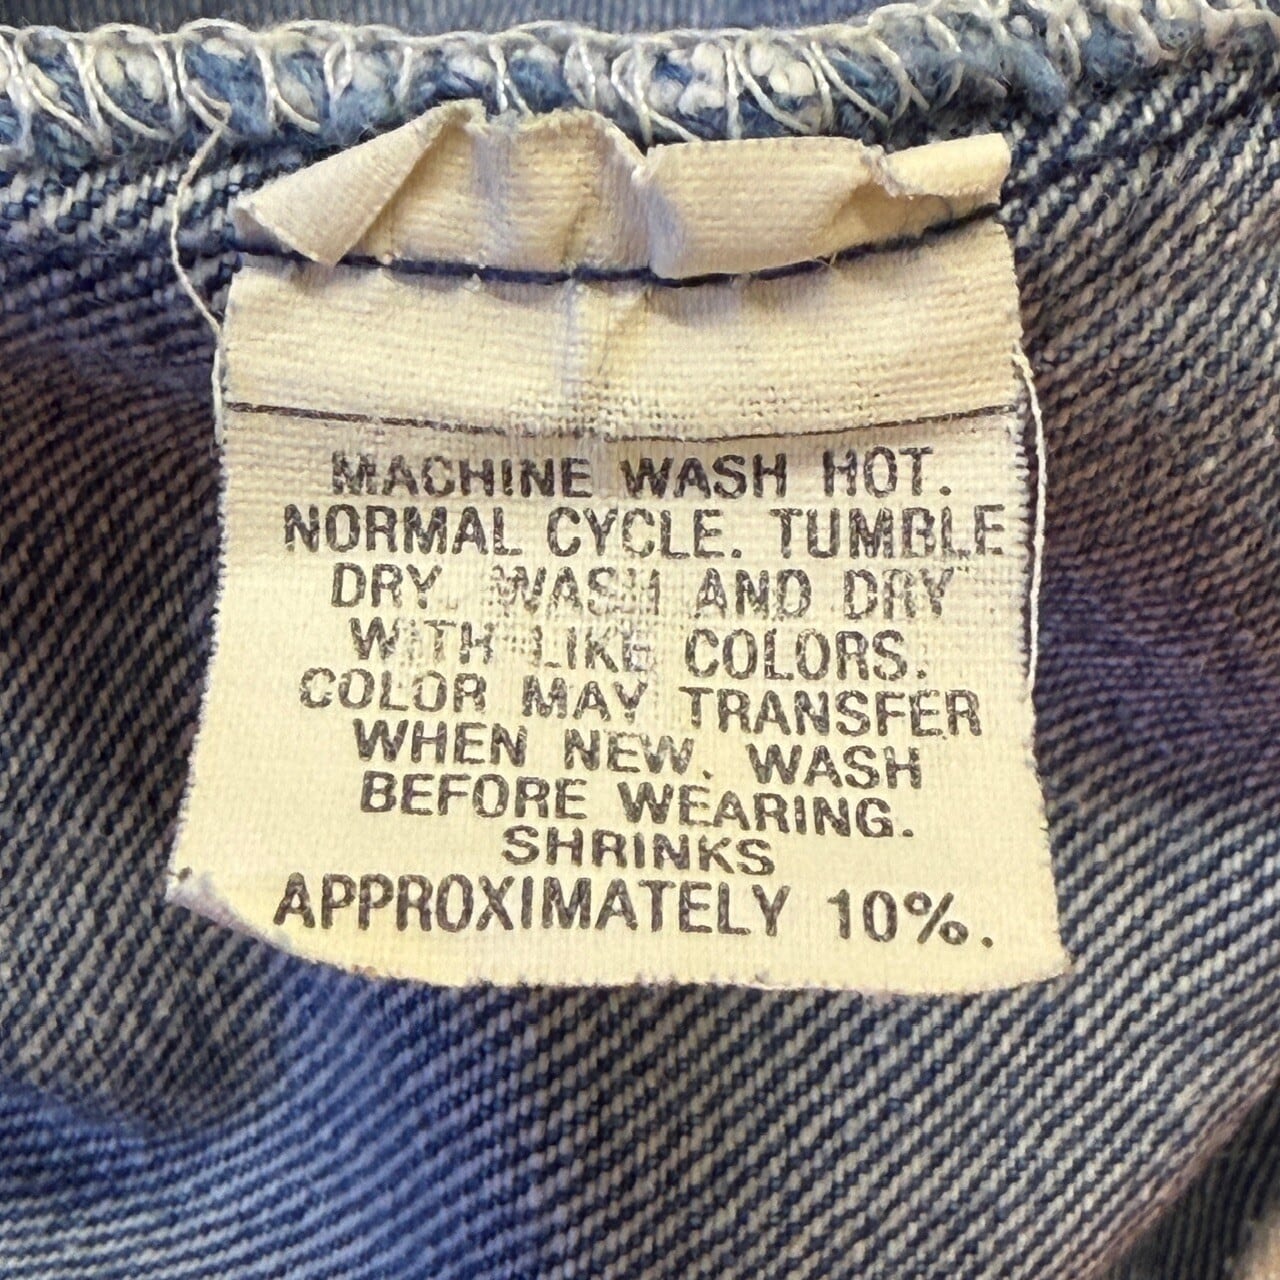 MACHINE WASH HOT.
NORMAL CYCLE. TUMBLE
DRY. WASH AND DRY
WITH LIKE COLORS.
COLOR MAY TRANSFER
WHEN NEW. WASH
BEFORE WEARING.
SHRINKS
APPROXIMATELY 10%.